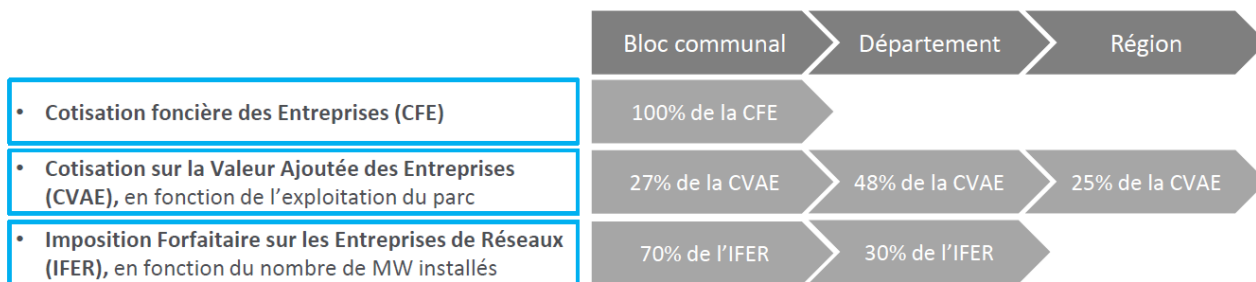 Bloc communal Département Région
• Cotisation foncière des Entreprises (CFE) 100% de la CFE
• Cotisation sur la Valeur Ajoutée des Entreprises
(CVAE), en fonction de l'exploitation du parc
27% de la CVAE 48% de la CVAE 25% de la CVAE
• Imposition Forfaitaire sur les Entreprises de Réseaux
(IFER), en fonction du nombre de MW installés
70% de l'IFER 30% de l'IFER